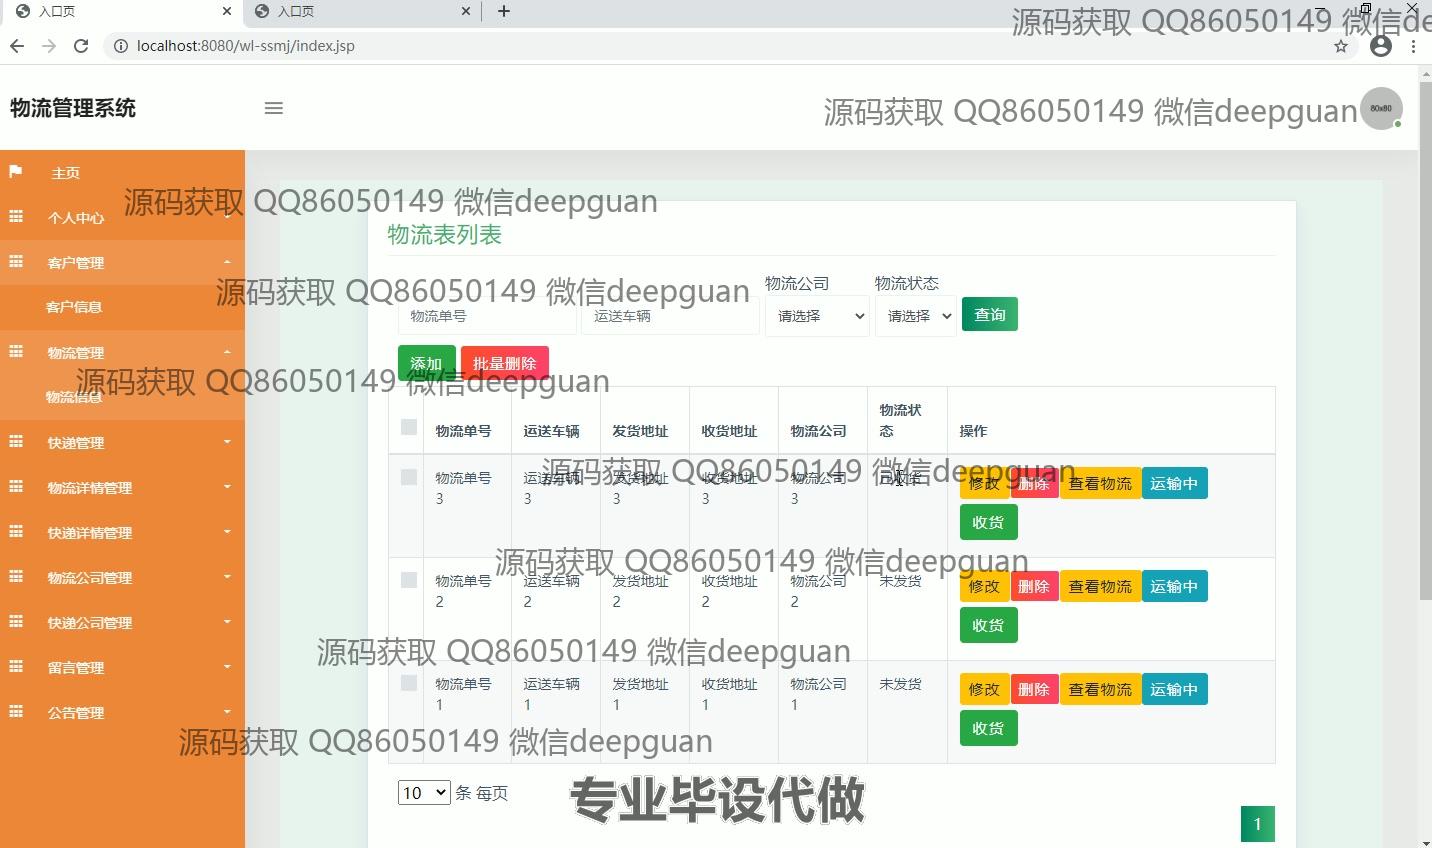 入口页
入口页
localhost:8080/wl-ssmj/index.jsp
源码获取 QQ86050149 微信de
物流管理系统
源码获取 QQ86050149 微信deepguan
80x80
主页
个人中心
源码获取 QQ86050149 微信deepguan
物流表列表
客户管理
源码获取 QQ86050149 微信deepguan
物流公司
物流状态
客户信息
物流单号
运送车辆
请选择
请选择
查询
物流管理
添加
批量删除
源码获取 QQ86050149 微信deepguan
物流信息
物流单号 运送车辆 发货地址 收货地址 物流公司 物流状态 操作
快递管理
源码获取 QQ86050149 微信deepguan
物流单号3 运送车辆3 发货地址3 收货地址3 物流公司3 修改 删除 查看物流 运输中
收货
物流详情管理
快递详情管理
源码获取 QQ86050149 微信deepguan
物流单号2 运送车辆2 发货地址2 收货地址2 物流公司2 未发货 修改 删除 查看物流 运输中
收货
物流公司管理
快递公司管理
源码获取 QQ86050149 微信deepguan
留言管理
物流单号1 运送车辆1 发货地址1 收货地址1 物流公司1 未发货 修改 删除 查看物流 运输中
收货
公告管理
源码获取 QQ86050149 微信deepguan
10 条 每页
专业毕设代做
1